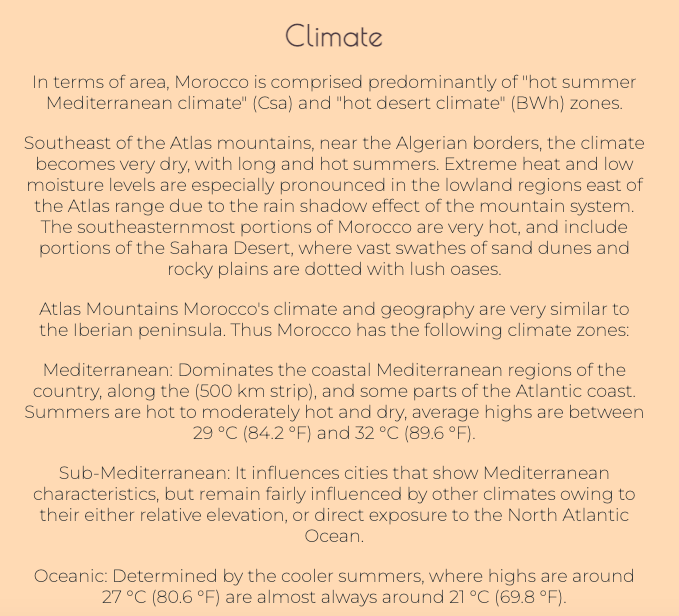 Climate
In terms of area, Morocco is comprised predominantly of "hot summer
Mediterranean climate" (Csa) and "hot desert climate" (BWh) zones.
Southeast of the Atlas mountains, near the Algerian borders, the climate
becomes very dry, with long and hot summers. Extreme heat and low
moisture levels are especially pronounced in the lowland regions east of
the Atlas range due to the rain shadow effect of the mountain system.
The southeasternmost portions of Morocco are very hot, and include
portions of the Sahara Desert, where vast swathes of sand dunes and
rocky plains are dotted with lush oases.
Atlas Mountains Morocco's climate and geography are very similar to
the Iberian peninsula. Thus Morocco has the following climate zones:
Mediterranean: Dominates the coastal Mediterranean regions of the
country, along the (500 km strip), and some parts of the Atlantic coast.
Summers are hot to moderately hot and dry, average highs are between
29 °C (84.2 °F) and 32 °C (89.6 °F).
Sub-Mediterranean: It influences cities that show Mediterranean
characteristics, but remain fairly influenced by other climates owing to
their either relative elevation, or direct exposure to the North Atlantic
Ocean.
Oceanic: Determined by the cooler summers, where highs are around
27 °C (80.6 °F) are almost always around 21 °C (69.8 °F).